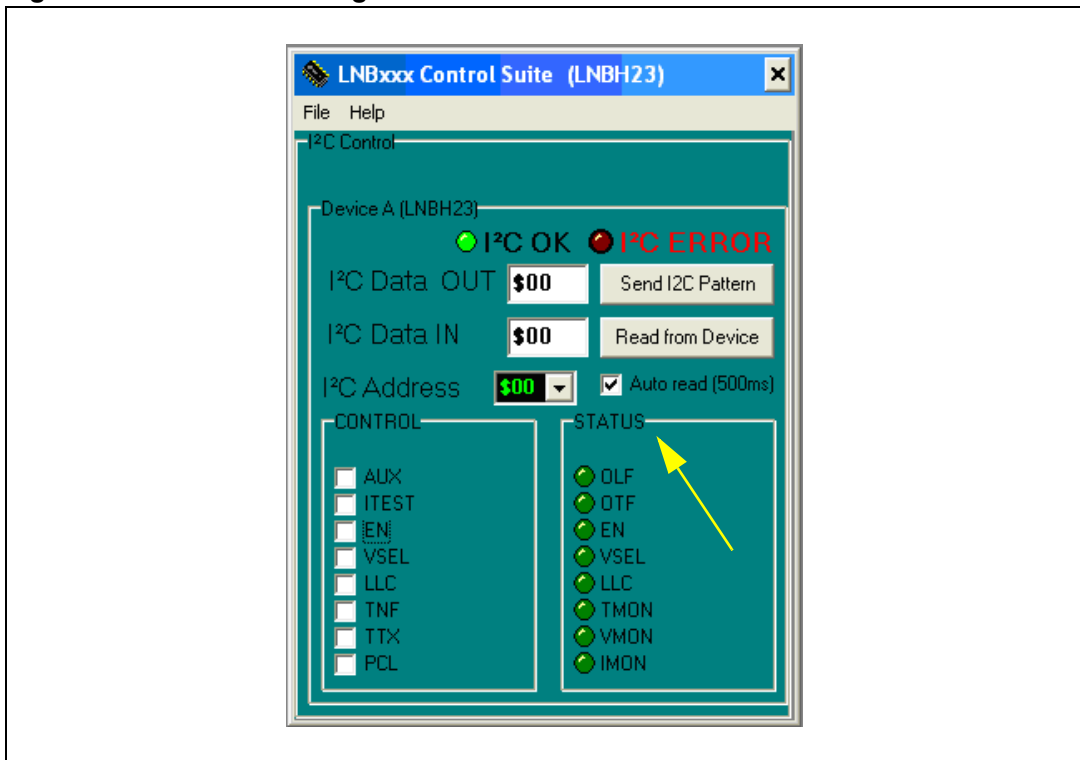 LNBxxx Control Suite (LNBH23)
File Help
I²C Control
Device A (LNBH23)
I²C OK I²C ERROR
I²C Data OUT $00 Send I2C Pattern
I²C Data IN $00 Read from Device
I²C Address $00 Auto read (500ms)
CONTROL STATUS
AUX OLF
ITEST OTF
EN EN
VSEL VSEL
LLC LLC
TNF TMON
TTX VMON
PCL IMON